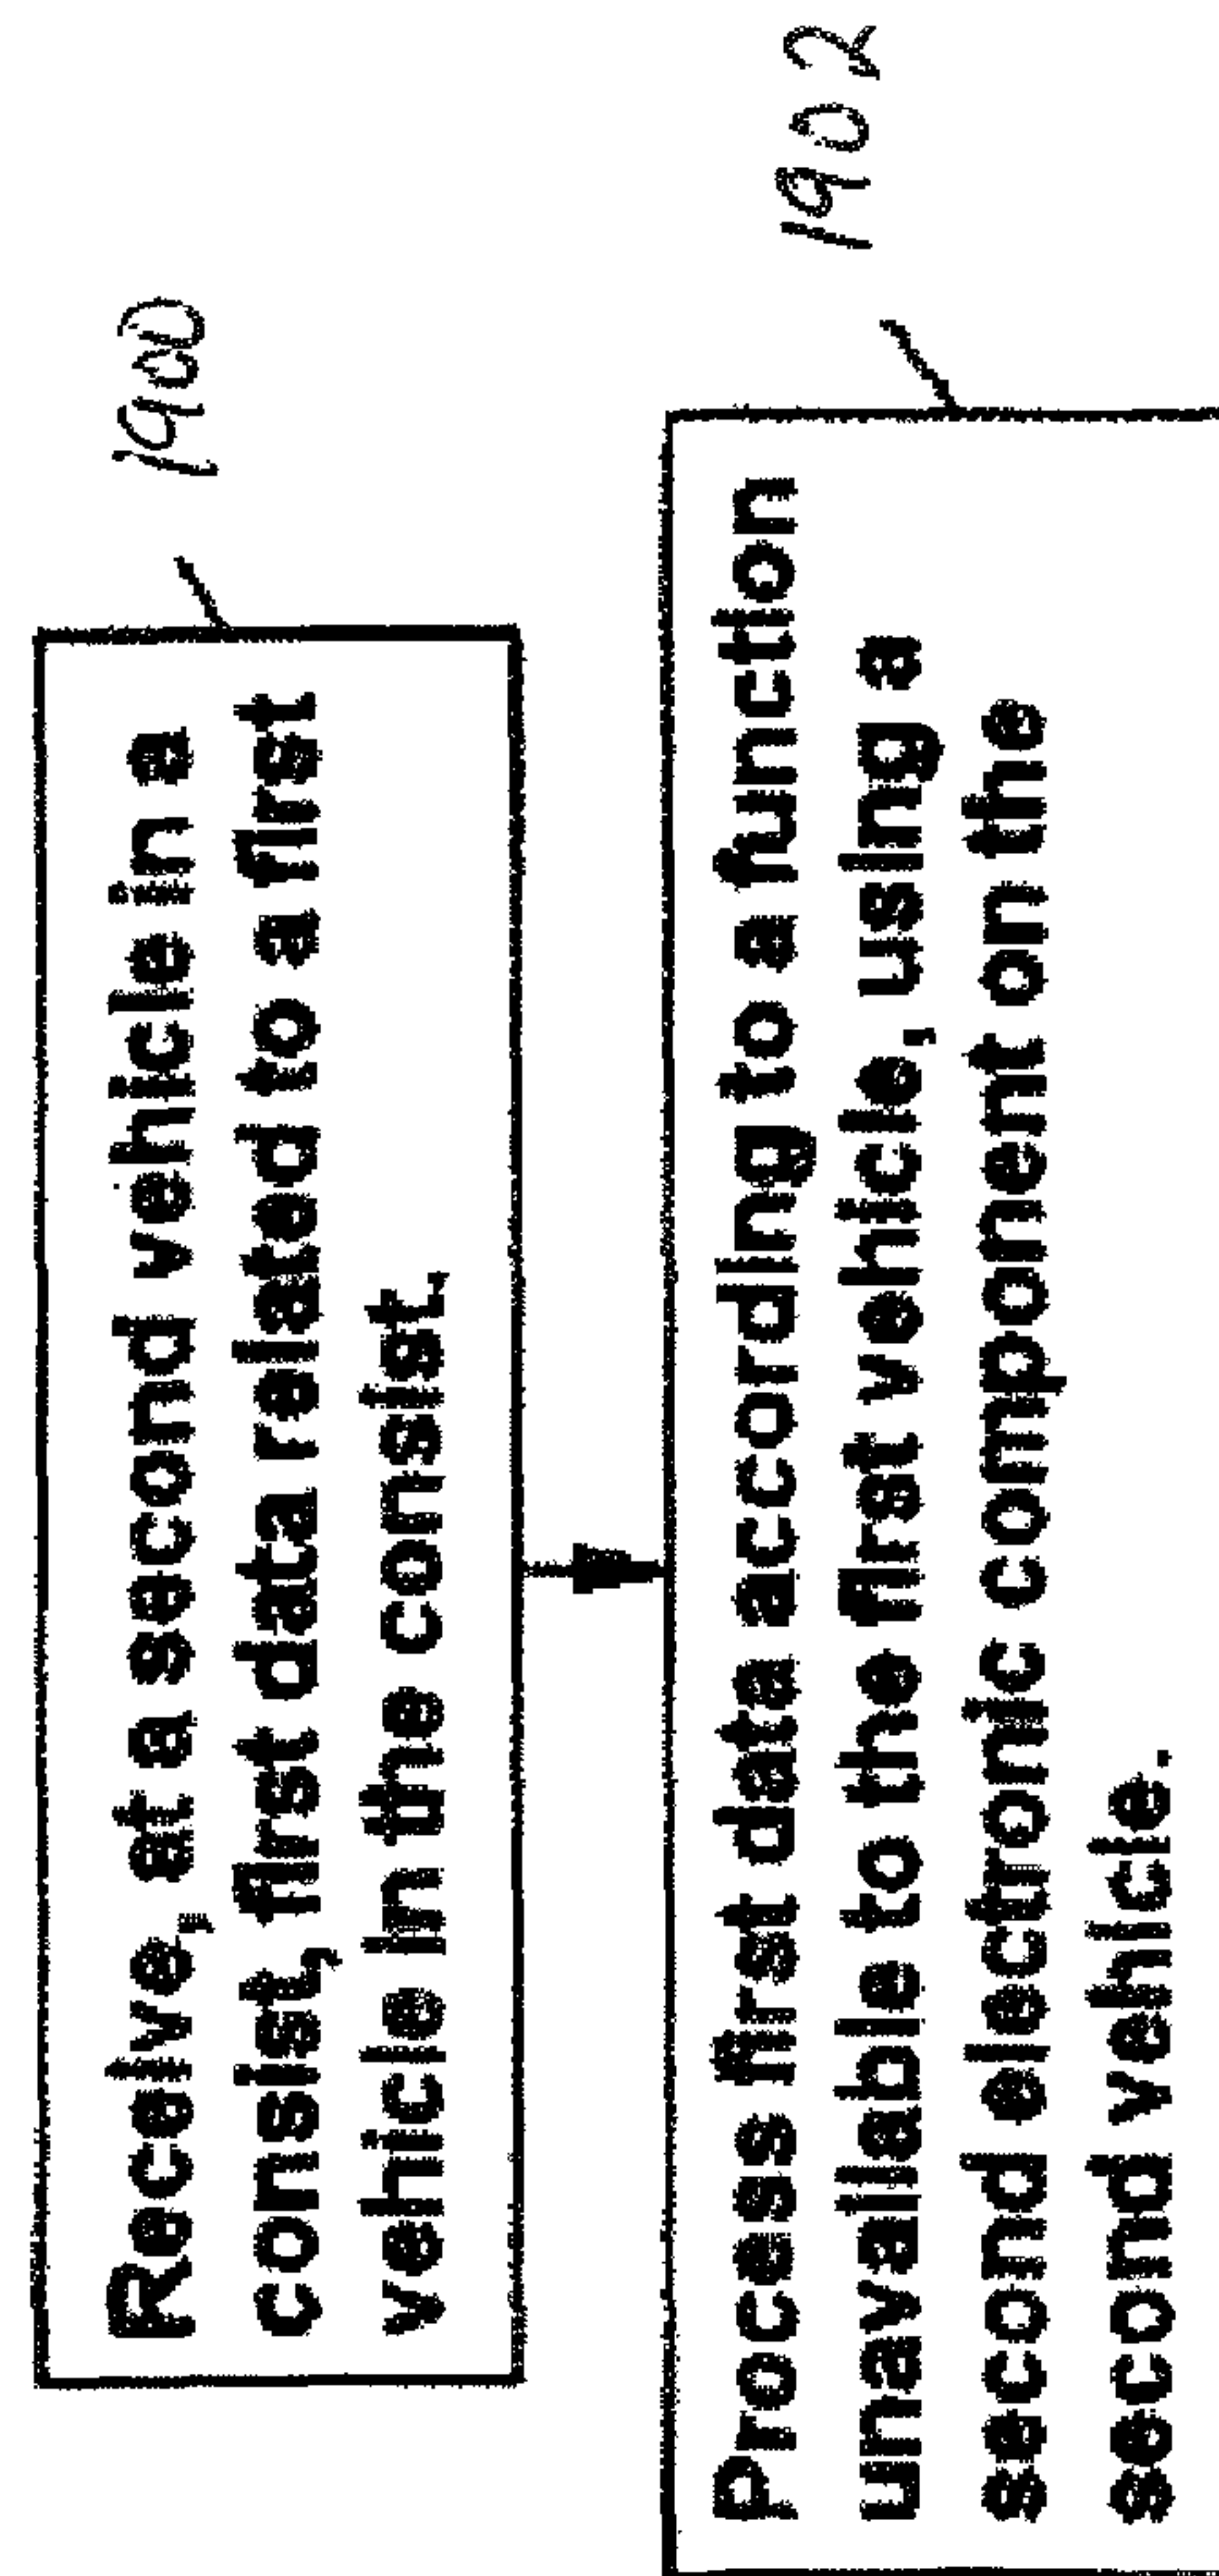 Receive, at a second vehicle in a
consist, first data related to a first
vehicle in the consist.
1900
Process first data according to a function
unavailable to the first vehicle, using a
second electronic component on the
second vehicle.
1902